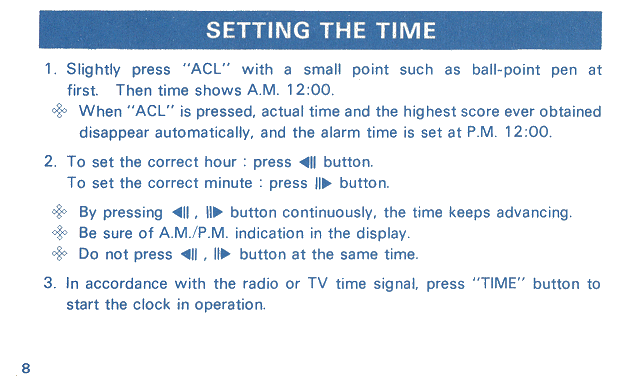 SETTING THE TIME
1. Slightly press "ACL" with a small point such as ball-point pen at
first. Then time shows A.M. 12:00.
※ When "ACL" is pressed, actual time and the highest score ever obtained
disappear automatically, and the alarm time is set at P.M. 12:00.
2. To set the correct hour : press ◀|| button.
To set the correct minute : press ||▶ button.
※ By pressing ◀|| , ||▶ button continuously, the time keeps advancing.
※ Be sure of A.M./P.M. indication in the display.
※ Do not press ◀|| , ||▶ button at the same time.
3. In accordance with the radio or TV time signal, press "TIME" button to
start the clock in operation.
8